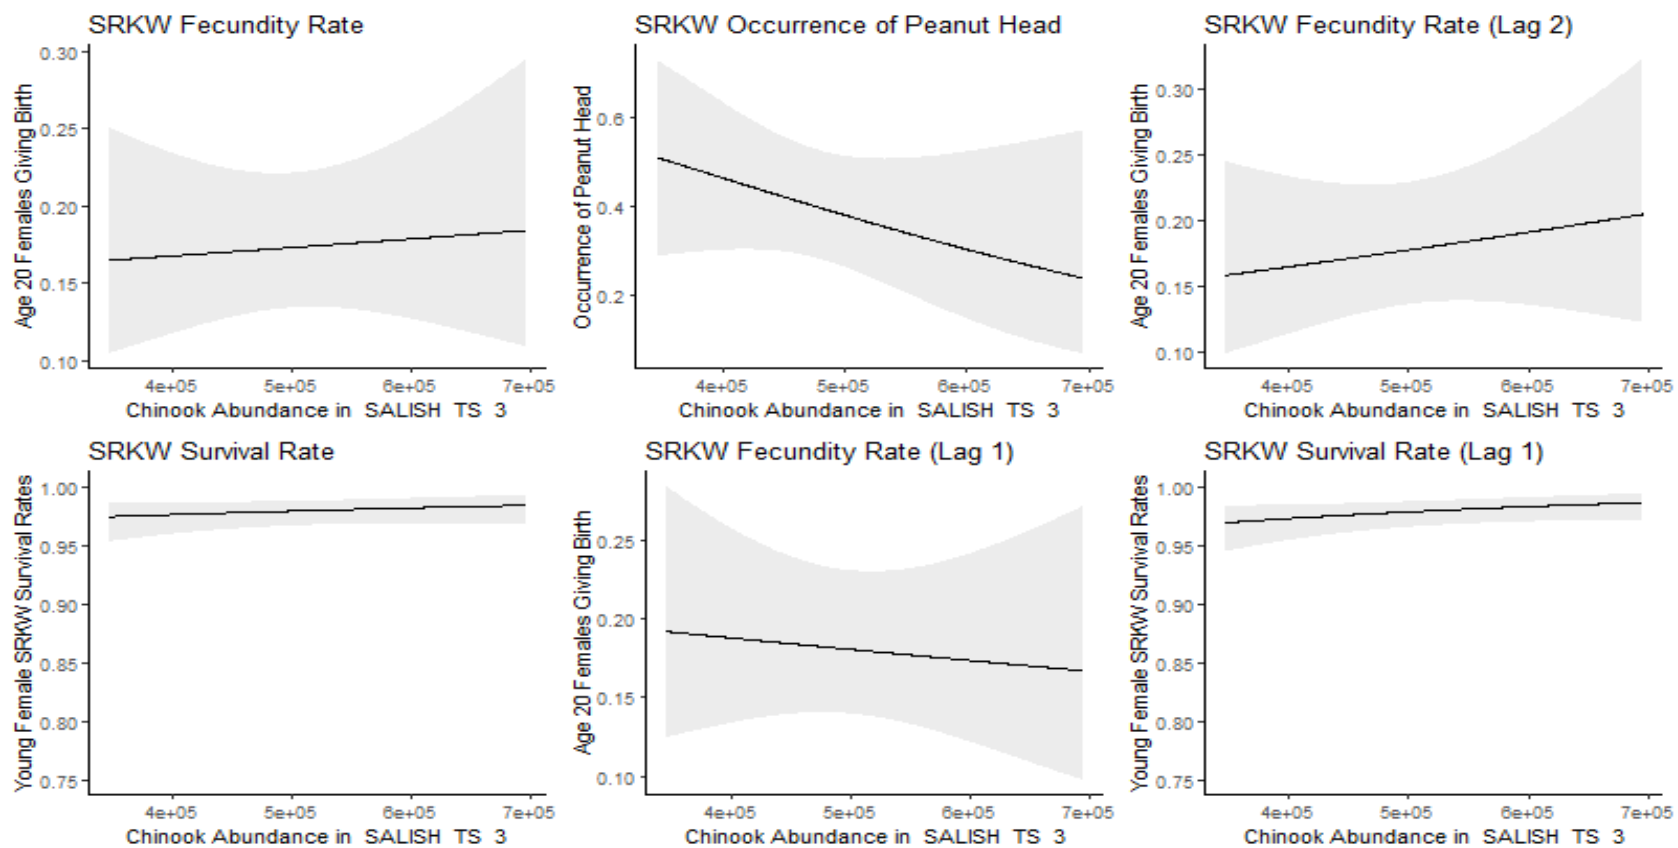 SRKW Fecundity Rate
Age 20 Females Giving Birth
0.30
0.25
0.20
0.15
0.10
4e+05 5e+05 6e+05 7e+05
Chinook Abundance in SALISH TS 3
SRKW Occurrence of Peanut Head
Occurrence of Peanut Head
0.6
0.4
0.2
4e+05 5e+05 6e+05 7e+05
Chinook Abundance in SALISH TS 3
SRKW Fecundity Rate (Lag 2)
Age 20 Females Giving Birth
0.30
0.25
0.20
0.15
0.10
4e+05 5e+05 6e+05 7e+05
Chinook Abundance in SALISH TS 3
SRKW Survival Rate
Young Female SRKW Survival Rates
1.00
0.95
0.90
0.85
0.80
0.75
4e+05 5e+05 6e+05 7e+05
Chinook Abundance in SALISH TS 3
SRKW Fecundity Rate (Lag 1)
Age 20 Females Giving Birth
0.25
0.20
0.15
0.10
4e+05 5e+05 6e+05 7e+05
Chinook Abundance in SALISH TS 3
SRKW Survival Rate (Lag 1)
Young Female SRKW Survival Rates
1.00
0.95
0.90
0.85
0.80
0.75
4e+05 5e+05 6e+05 7e+05
Chinook Abundance in SALISH TS 3